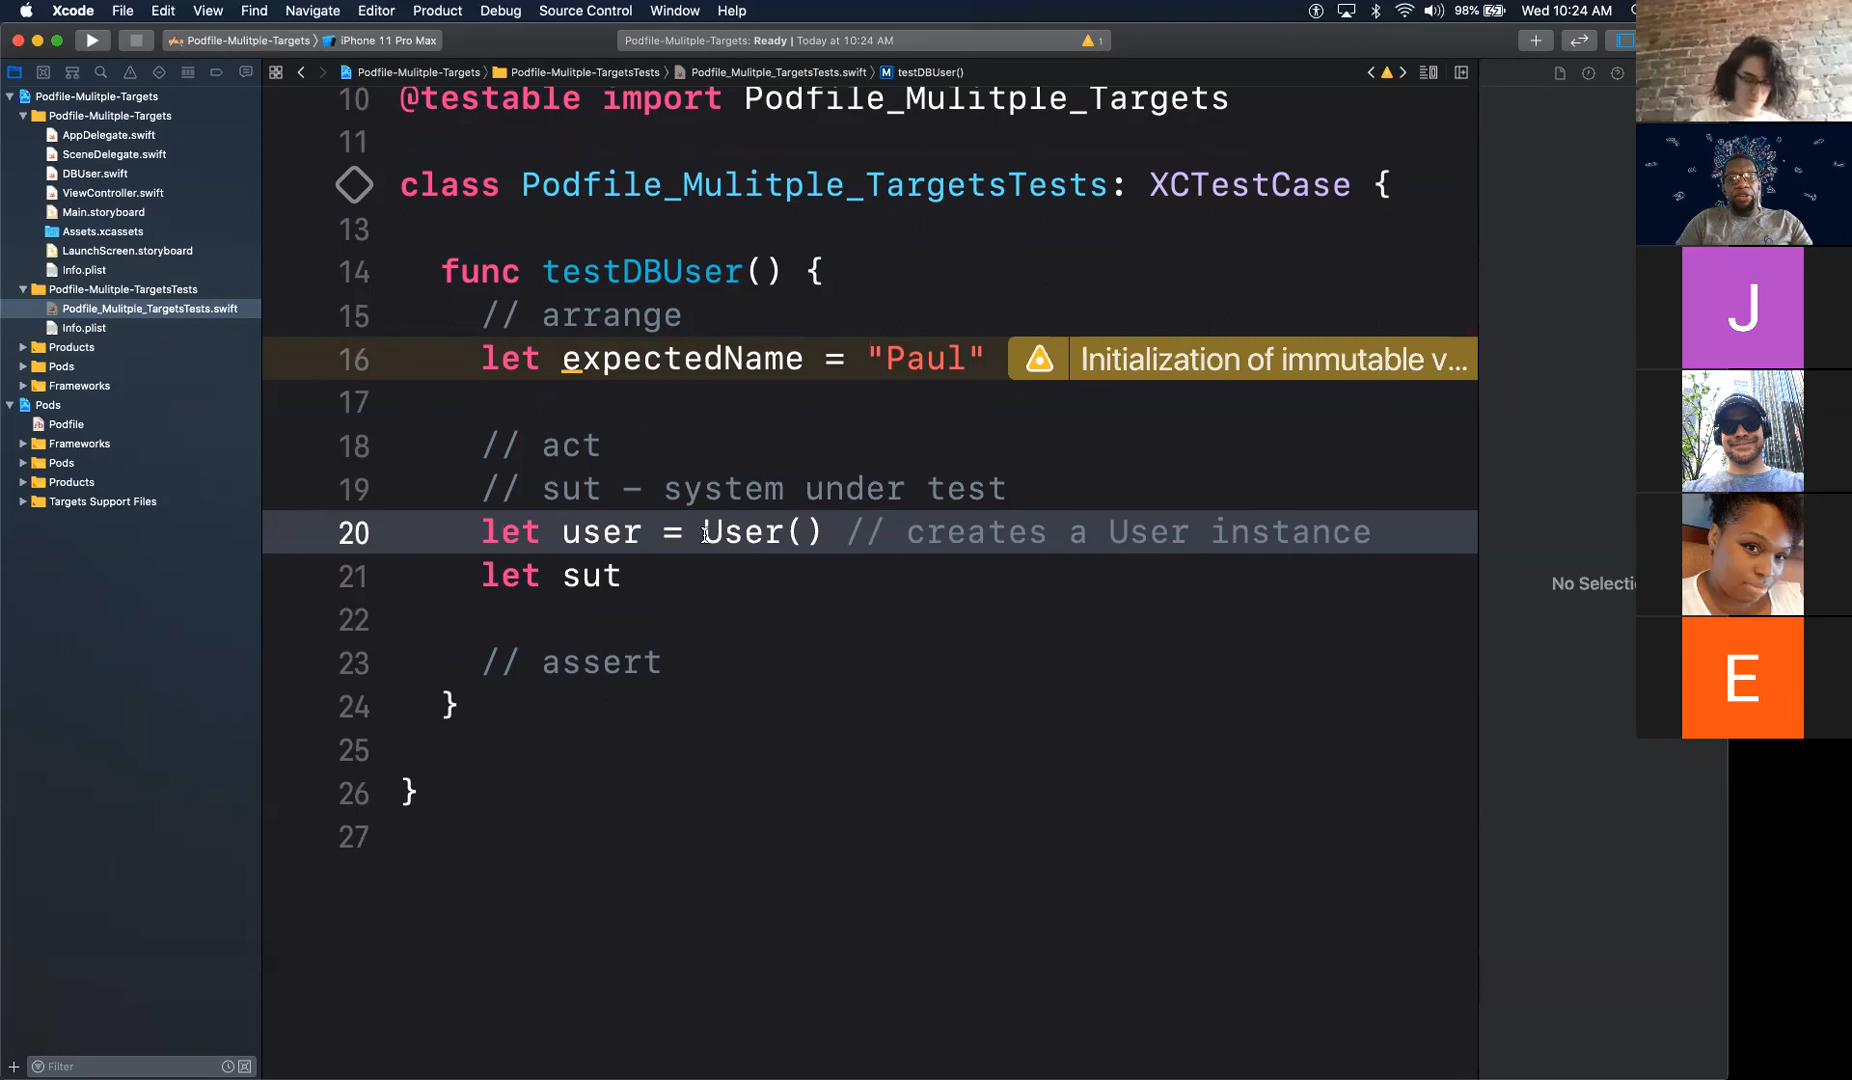 Xcode File Edit View Find Navigate Editor Product Debug Source Control Window Help 98% Wed 10:24 AM
Podfile-Mulitple-Targets iPhone 11 Pro Max Podfile-Mulitple-Targets: Ready | Today at 10:24 AM 1
Podfile-Mulitple-Targets Podfile-Mulitple-TargetsTests Podfile_Mulitple_TargetsTests.swift M testDBUser()
Podfile-Mulitple-Targets
Podfile-Mulitple-Targets
AppDelegate.swift
SceneDelegate.swift
DBUser.swift
ViewController.swift
Main.storyboard
Assets.xcassets
LaunchScreen.storyboard
Info.plist
Podfile-Mulitple-TargetsTests
Podfile_Mulitple_TargetsTests.swift
Info.plist
Products
Pods
Frameworks
Pods
Podfile
Frameworks
Pods
Products
Targets Support Files
Filter
10 @testable import Podfile_Mulitple_Targets
11
class Podfile_Mulitple_TargetsTests: XCTestCase {
13
14 func testDBUser() {
15 // arrange
16 let expectedName = "Paul" Initialization of immutable v...
17
18 // act
19 // sut – system under test
20 let user = User() // creates a User instance
21 let sut
22
23 // assert
24 }
25
26 }
27
No Selectio
J
E